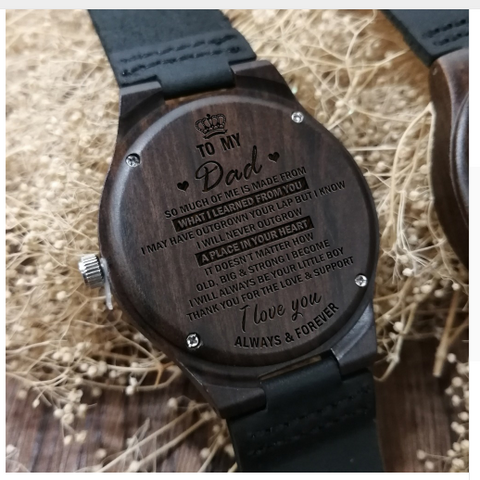 TO MY
Dad
SO MUCH OF ME IS MADE FROM
WHAT I LEARNED FROM YOU
I MAY HAVE OUTGROWN YOUR LAP BUT I KNOW
I WILL NEVER OUTGROW
A PLACE IN YOUR HEART
IT DOESN'T MATTER HOW
OLD, BIG & STRONG I BECOME
I WILL ALWAYS BE YOUR LITTLE BOY
THANK YOU FOR THE LOVE & SUPPORT
I love you
ALWAYS & FOREVER